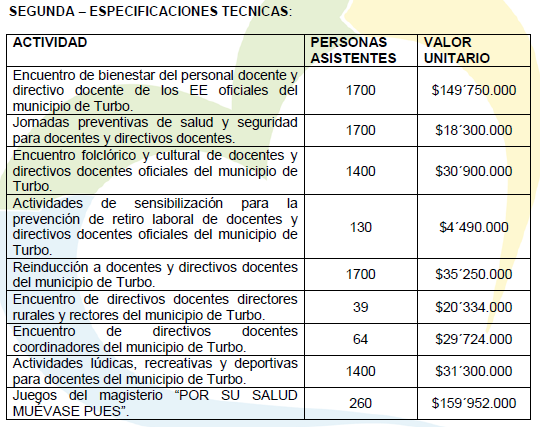 SEGUNDA – ESPECIFICACIONES TECNICAS:
ACTIVIDAD PERSONAS ASISTENTES VALOR UNITARIO
Encuentro de bienestar del personal docente y
directivo docente de los EE oficiales del 1700 $149´750.000
municipio de Turbo.
Jornadas preventivas de salud y seguridad 1700 $18´300.000
para docentes y directivos docentes.
Encuentro folclórico y cultural de docentes y
directivos docentes oficiales del municipio de 1400 $30´900.000
Turbo.
Actividades de sensibilización para la
prevención de retiro laboral de docentes y 130 $4´490.000
directivos docentes oficiales del municipio de
Turbo.
Reinducción a docentes y directivos docentes 1700 $35´250.000
del municipio de Turbo.
Encuentro de directivos docentes directores 39 $20´334.000
rurales y rectores del municipio de Turbo.
Encuentro de directivos docentes 64 $29´724.000
coordinadores del municipio de Turbo.
Actividades lúdicas, recreativas y deportivas 1400 $31´300.000
para docentes del municipio de Turbo.
Juegos del magisterio “POR SU SALUD 260 $159´952.000
MUÉVASE PUES”.